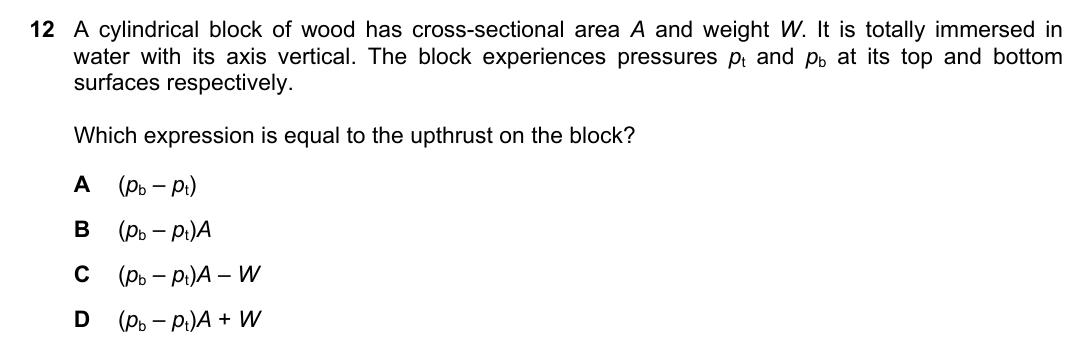 12 A cylindrical block of wood has cross-sectional area A and weight W. It is totally immersed in
water with its axis vertical. The block experiences pressures pt and pb at its top and bottom
surfaces respectively.
Which expression is equal to the upthrust on the block?
A (pb – pt)
B (pb – pt)A
C (pb – pt)A – W
D (pb – pt)A + W